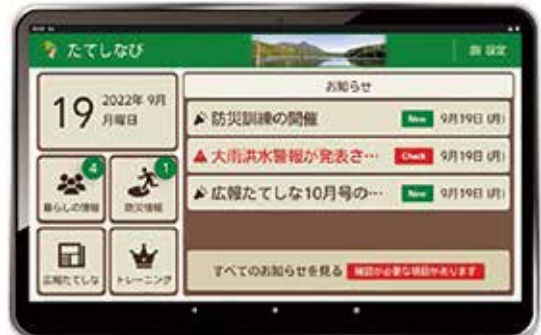 たてしなび
設定
19
2022年 9月
月曜日
お知らせ
防災訓練の開催 New 9月19日 (月)
大雨洪水警報が発表さ… Check 9月19日 (月)
広報たてしな10月号の… New 9月19日 (月)
4
暮らしの情報
1
防災情報
広報たてしな
トレーニング
すべてのお知らせを見る 確認が必要な項目があります